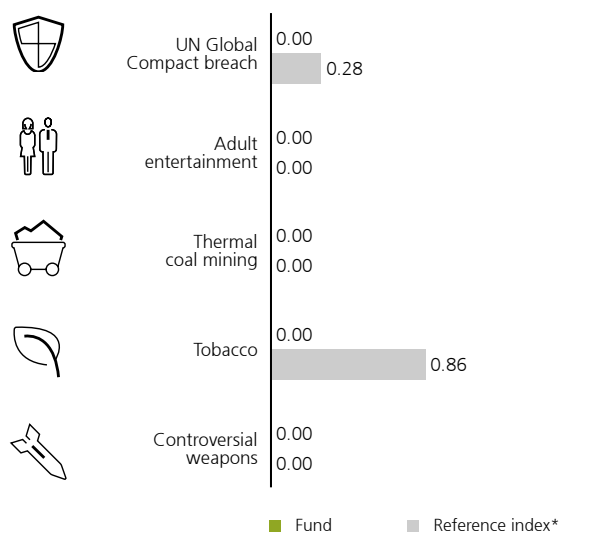 0.00
UN Global
Compact breach
0.28
0.00
Adult
entertainment
0.00
0.00
Thermal
coal mining
0.00
0.00
Tobacco
0.86
0.00
Controversial
weapons
0.00
Fund
Reference index*